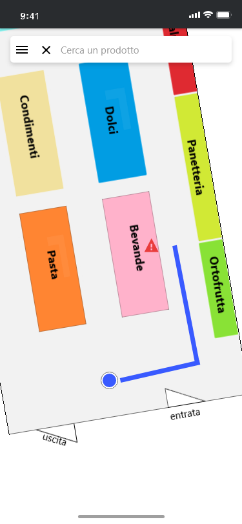 9:41
Cerca un prodotto
Condimenti
Dolci
Panetteria
Pasta
Bevande
Ortofrutta
entrata
uscita